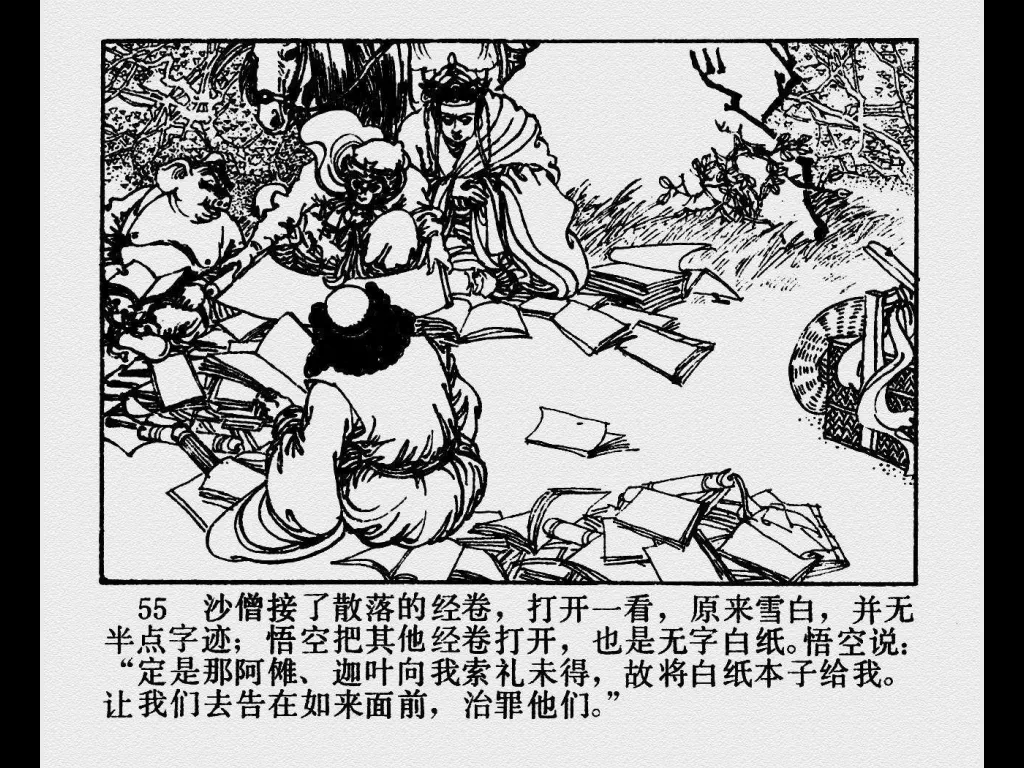 55 沙僧接了散落的经卷，打开一看，原来雪白，并无
半点字迹；悟空把其他经卷打开，也是无字白纸。悟空说：
“定是那阿傩、迦叶向我索礼未得，故将白纸本子给我。
让我们去告在如来面前，治罪他们。”